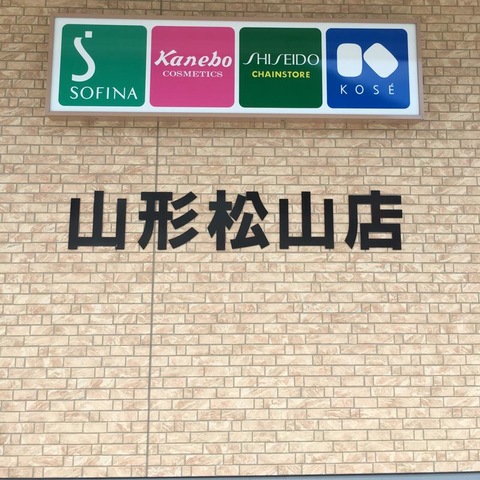 SOFINA
Kanebo
COSMETICS
SHISEIDO
CHAINSTORE
KOSÉ
山形松山店